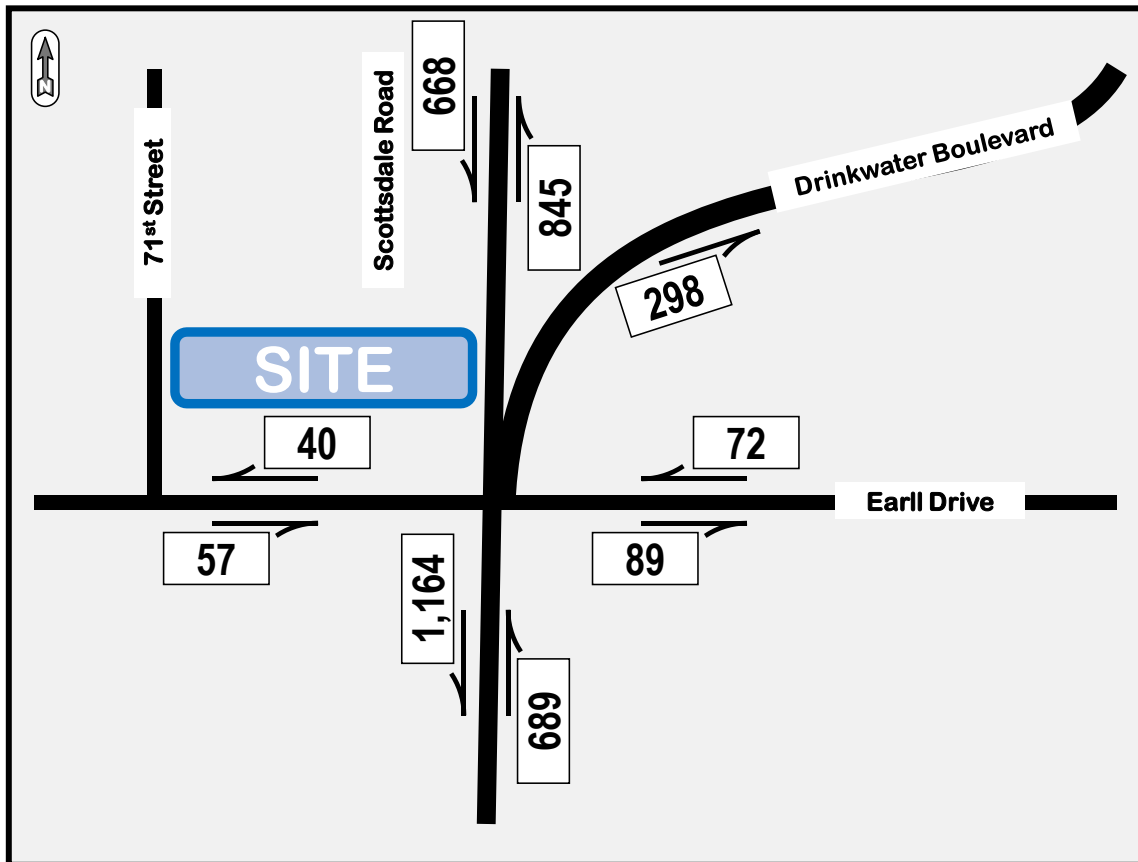 N
668
Scottsdale Road
845
71st Street
Drinkwater Boulevard
298
SITE
40
72
Earll Drive
57
89
1,164
689